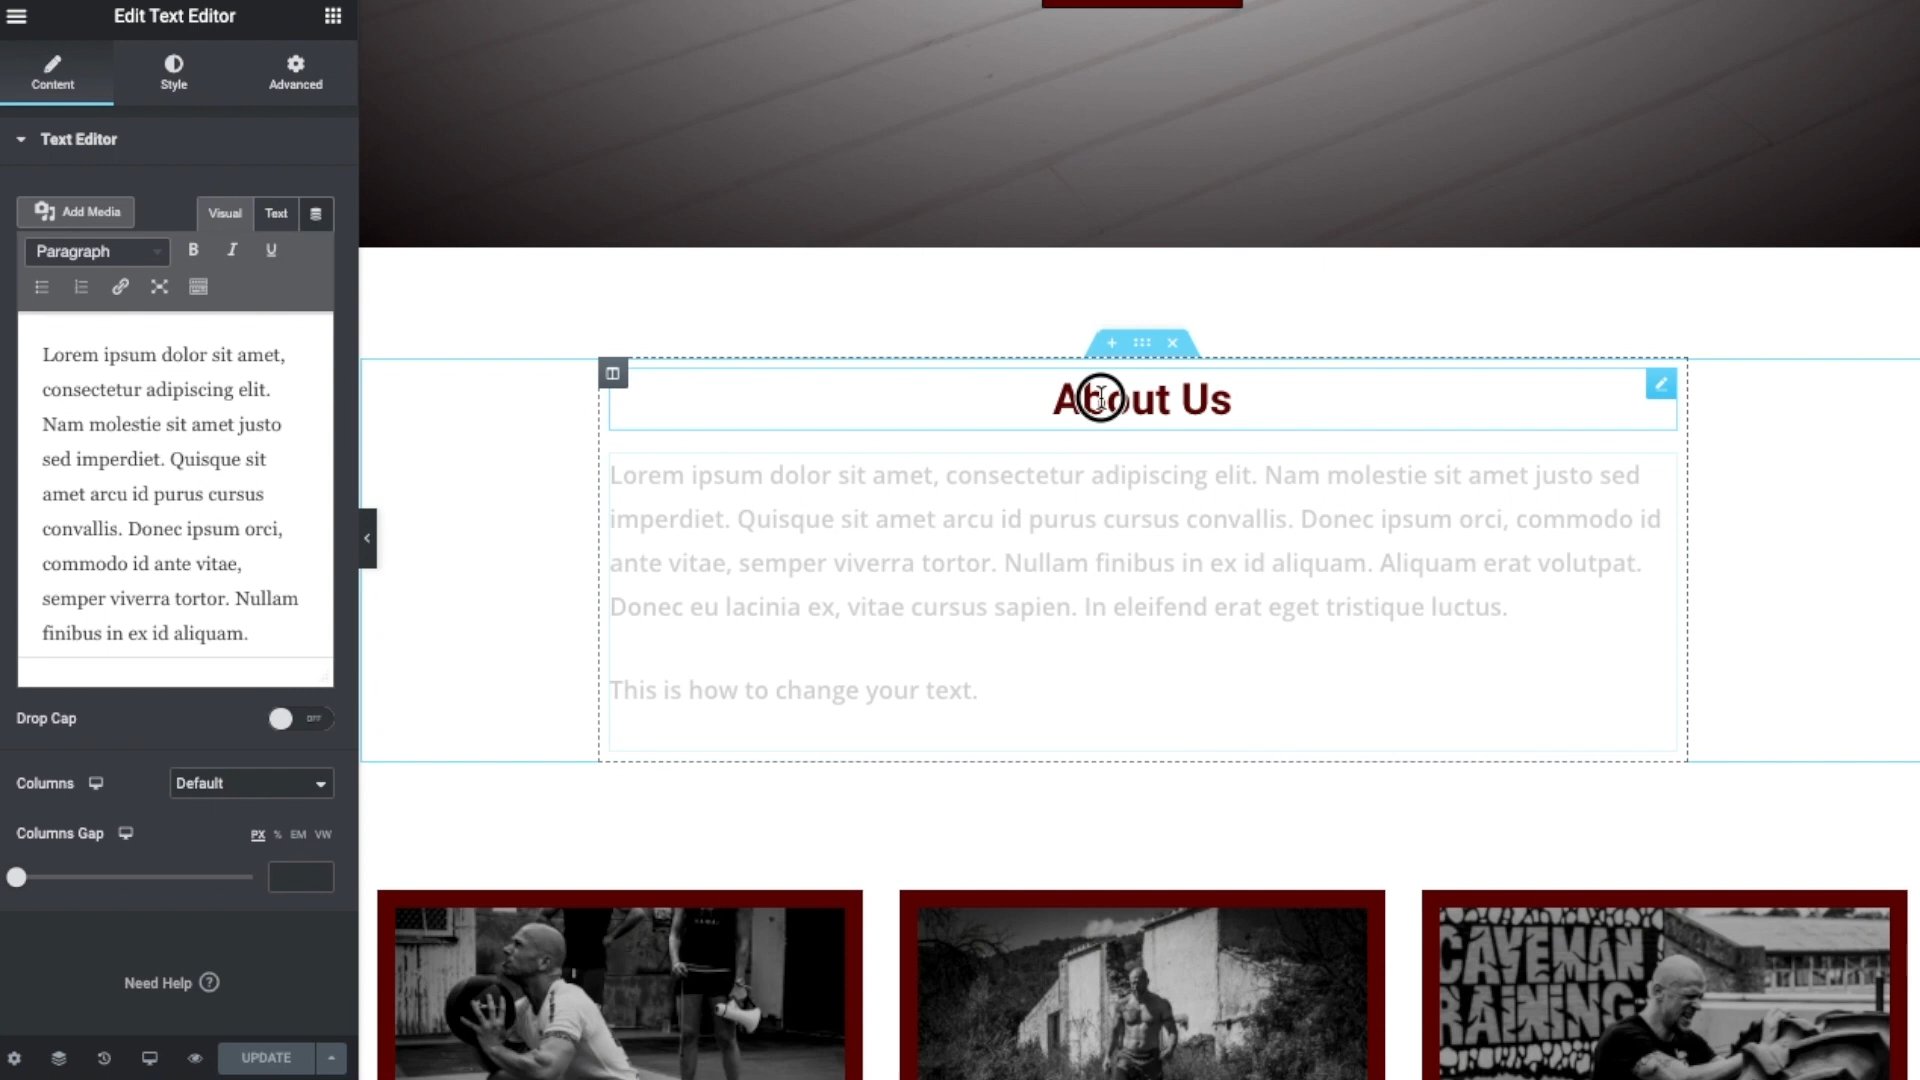 Edit Text Editor
Content
Style
Advanced
Text Editor
Add Media
Visual
Text
Paragraph
B
I
U
Lorem ipsum dolor sit amet,
consectetur adipiscing elit.
Nam molestie sit amet justo
sed imperdiet. Quisque sit
amet arcu id purus cursus
convallis. Donec ipsum orci,
commodo id ante vitae,
semper viverra tortor. Nullam
finibus in ex id aliquam.
Drop Cap
OFF
Columns
Default
Columns Gap
PX % EM VW
Need Help ?
UPDATE
About Us
Lorem ipsum dolor sit amet, consectetur adipiscing elit. Nam molestie sit amet justo sed
imperdiet. Quisque sit amet arcu id purus cursus convallis. Donec ipsum orci, commodo id
ante vitae, semper viverra tortor. Nullam finibus in ex id aliquam. Aliquam erat volutpat.
Donec eu lacinia ex, vitae cursus sapien. In eleifend erat eget tristique luctus.
This is how to change your text.
CAVEMAN
TRAINING